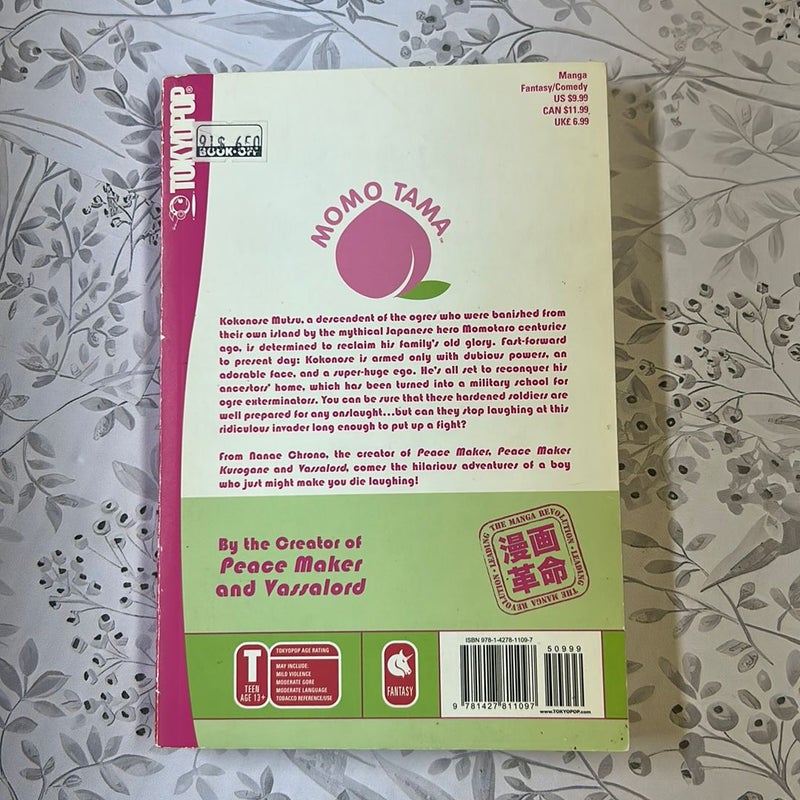 Manga
Fantasy/Comedy
US $9.99
CAN $11.99
UK£ 6.99
TOKYOPOP®
BOOK·OFF
MOMO TAMA™
Kokonose Mutsu, a descendent of the ogres who were banished from
their own island by the mythical Japanese hero Momotaro centuries
ago, is determined to reclaim his family's old glory. Fast-forward
to present day: Kokonose is armed only with dubious powers, an
adorable face, and a super-huge ego. He's all set to reconquer his
ancestors' home, which has been turned into a military school for
ogre exterminators. You can be sure that these hardened soldiers are
well prepared for any onslaught...but can they stop laughing at this
ridiculous invader long enough to put up a fight?
From Nanae Chrono, the creator of Peace Maker, Peace Maker
Kurogane and Vassalord, comes the hilarious adventures of a boy
who just might make you die laughing!
By the Creator of
Peace Maker
and Vassalord
LEADING THE MANGA REVOLUTION • LEADING THE MANGA REVOLUTION •
漫画
革命
T
TEEN
AGE 13+
TOKYOPOP AGE RATING
MAY INCLUDE:
MILD VIOLENCE
MODERATE GORE
MODERATE LANGUAGE
TOBACCO REFERENCE/USE
FANTASY
ISBN 978-1-4278-1109-7
50999
9 781427 811097
www.TOKYOPOP.com